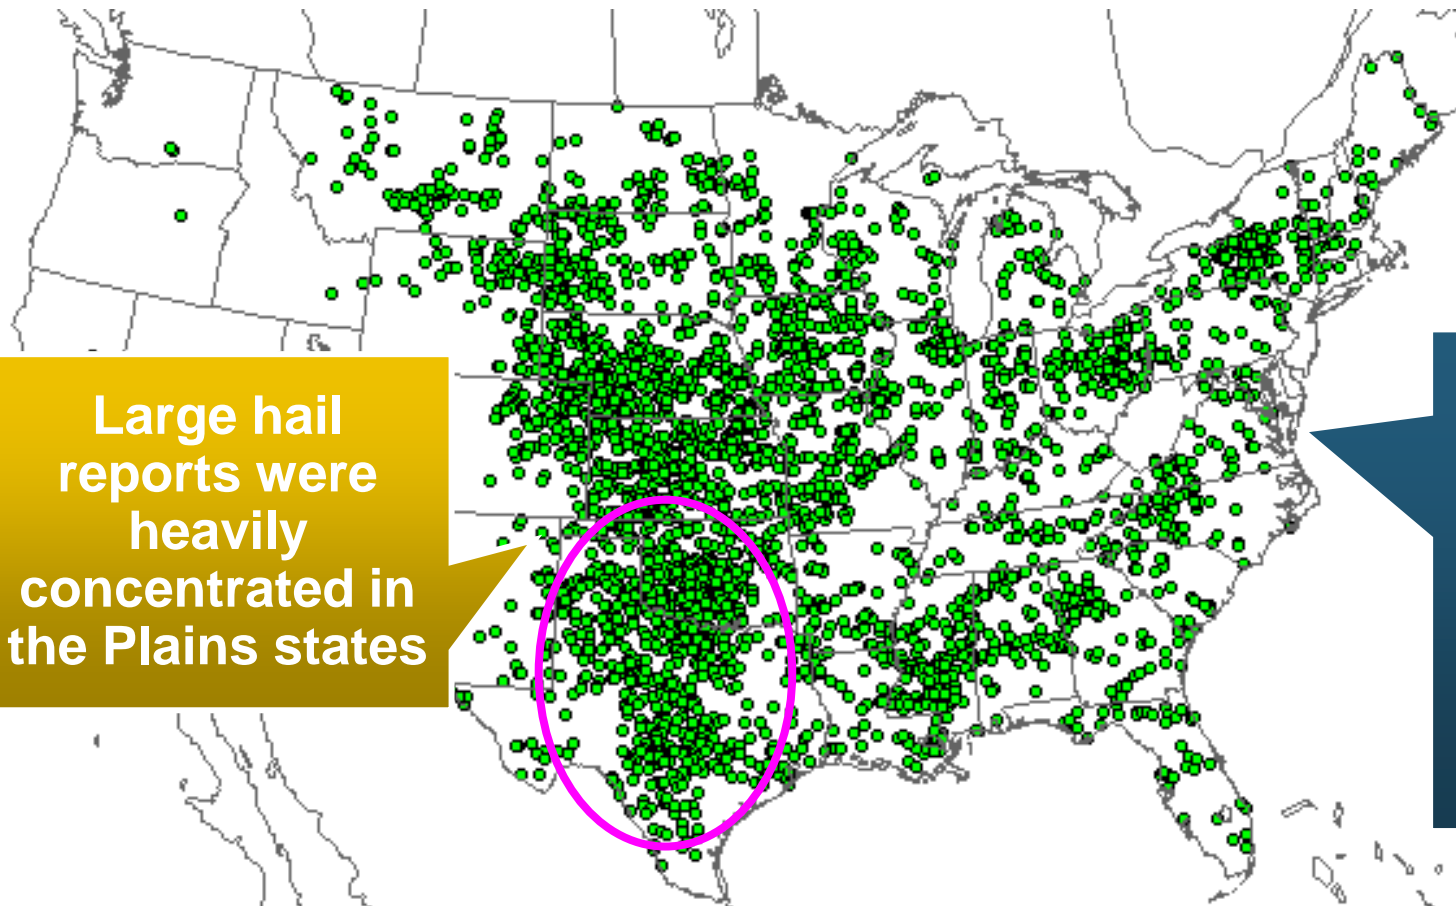 Large hail
reports were
heavily
concentrated in
the Plains states